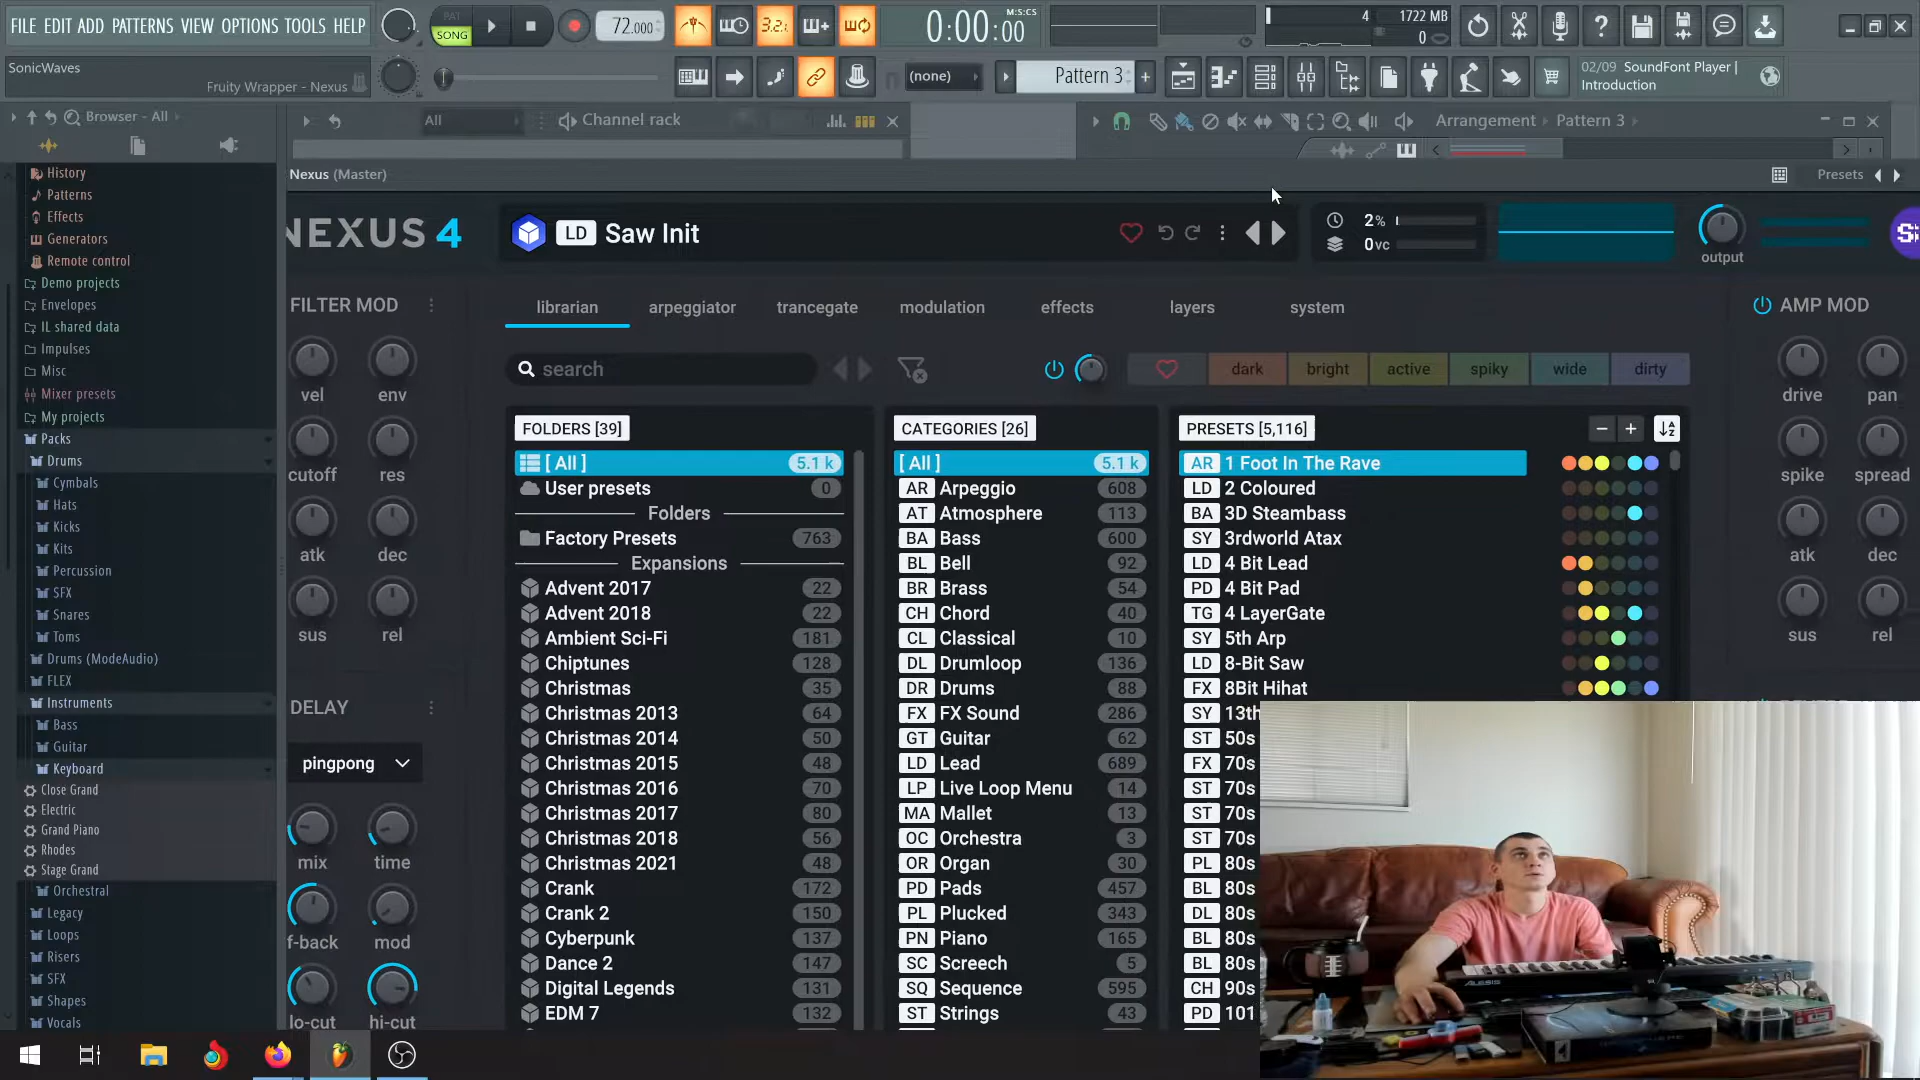 FILE EDIT ADD PATTERNS VIEW OPTIONS TOOLS HELP
PAT
SONG
72.000
3.2.
0:00:00
M:S:CS
4
1722 MB
0
SonicWaves
Fruity Wrapper - Nexus
(none)
Pattern 3
02/09 SoundFont Player |
Introduction
Browser - All
All
Channel rack
Arrangement
Pattern 3
Nexus (Master)
Presets
History
Patterns
Effects
Generators
Remote control
Demo projects
Envelopes
IL shared data
Impulses
Misc
Mixer presets
My projects
Packs
Drums
Cymbals
Hats
Kicks
Kits
Percussion
SFX
Snares
Toms
Drums (ModeAudio)
FLEX
Instruments
Bass
Guitar
Keyboard
Close Grand
Electric
Grand Piano
Rhodes
Stage Grand
Orchestral
Legacy
Loops
Risers
SFX
Shapes
Vocals
NEXUS 4
LD Saw Init
2%
0vc
output
FILTER MOD
vel env
cutoff res
atk dec
sus rel
DELAY
pingpong
mix time
f-back mod
lo-cut hi-cut
librarian arpeggiator trancegate modulation effects layers system
search
dark bright active spiky wide dirty
FOLDERS [39]
[ All ] 5.1 k
User presets 0
Folders
Factory Presets 763
Expansions
Advent 2017 22
Advent 2018 22
Ambient Sci-Fi 181
Chiptunes 128
Christmas 35
Christmas 2013 64
Christmas 2014 50
Christmas 2015 48
Christmas 2016 70
Christmas 2017 80
Christmas 2018 56
Christmas 2021 48
Crank 172
Crank 2 150
Cyberpunk 137
Dance 2 147
Digital Legends 131
EDM 7 132
CATEGORIES [26]
[ All ] 5.1 k
AR Arpeggio 608
AT Atmosphere 113
BA Bass 600
BL Bell 92
BR Brass 54
CH Chord 40
CL Classical 10
DL Drumloop 136
DR Drums 88
FX FX Sound 286
GT Guitar 62
LD Lead 689
LP Live Loop Menu 14
MA Mallet 13
OC Orchestra 3
OR Organ 30
PD Pads 457
PL Plucked 343
PN Piano 165
SC Screech 5
SQ Sequence 595
ST Strings 43
PRESETS [5,116]
AR 1 Foot In The Rave
LD 2 Coloured
BA 3D Steambass
SY 3rdworld Atax
LD 4 Bit Lead
PD 4 Bit Pad
TG 4 LayerGate
SY 5th Arp
LD 8-Bit Saw
FX 8Bit Hihat
SY 13th
ST 50s
FX 70s
ST 70s
ST 70s
ST 70s
PL 80s
BL 80s
DL 80s
BL 80s
BL 80s
CH 90s
PD 101
AMP MOD
drive pan
spike spread
atk dec
sus rel
ALESIS